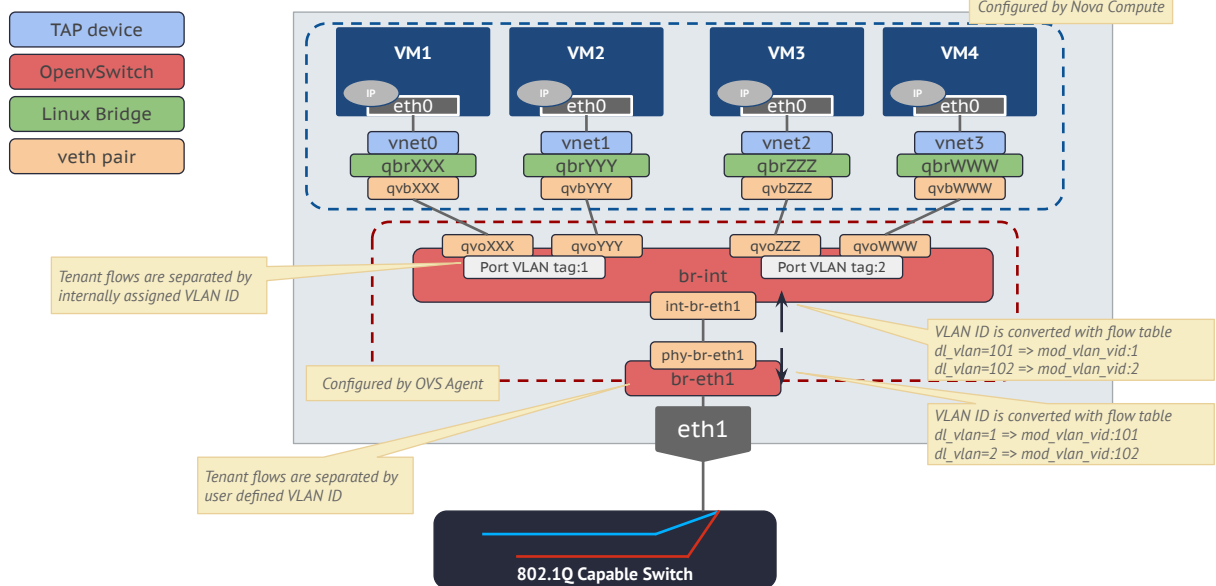 Configured by Nova Compute
TAP device
OpenvSwitch
Linux Bridge
veth pair
VM1
VM2
VM3
VM4
IP
IP
IP
IP
eth0
eth0
eth0
eth0
vnet0
vnet1
vnet2
vnet3
qbrXXX
qbrYYY
qbrZZZ
qbrWWW
qvbXXX
qvbYYY
qvbZZZ
qvbWWW
qvoXXX
qvoYYY
qvoZZZ
qvoWWW
Port VLAN tag:1
Port VLAN tag:2
br-int
Tenant flows are separated by
internally assigned VLAN ID
int-br-eth1
VLAN ID is converted with flow table
dl_vlan=101 => mod_vlan_vid:1
dl_vlan=102 => mod_vlan_vid:2
phy-br-eth1
br-eth1
Configured by OVS Agent
VLAN ID is converted with flow table
dl_vlan=1 => mod_vlan_vid:101
dl_vlan=2 => mod_vlan_vid:102
eth1
Tenant flows are separated by
user defined VLAN ID
802.1Q Capable Switch